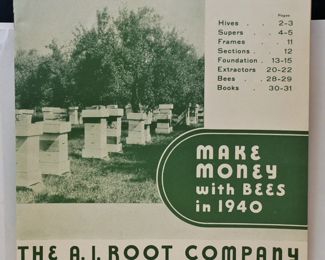 Pages
Hives . . . 2-3
Supers . . 4-5
Frames . . . 11
Sections . . . 12
Foundation . 13-15
Extractors 20-22
Bees . . . 28-29
Books . . . 30-31
MAKE
MONEY
with BEES
in 1940
THE A.I. ROOT COMPANY